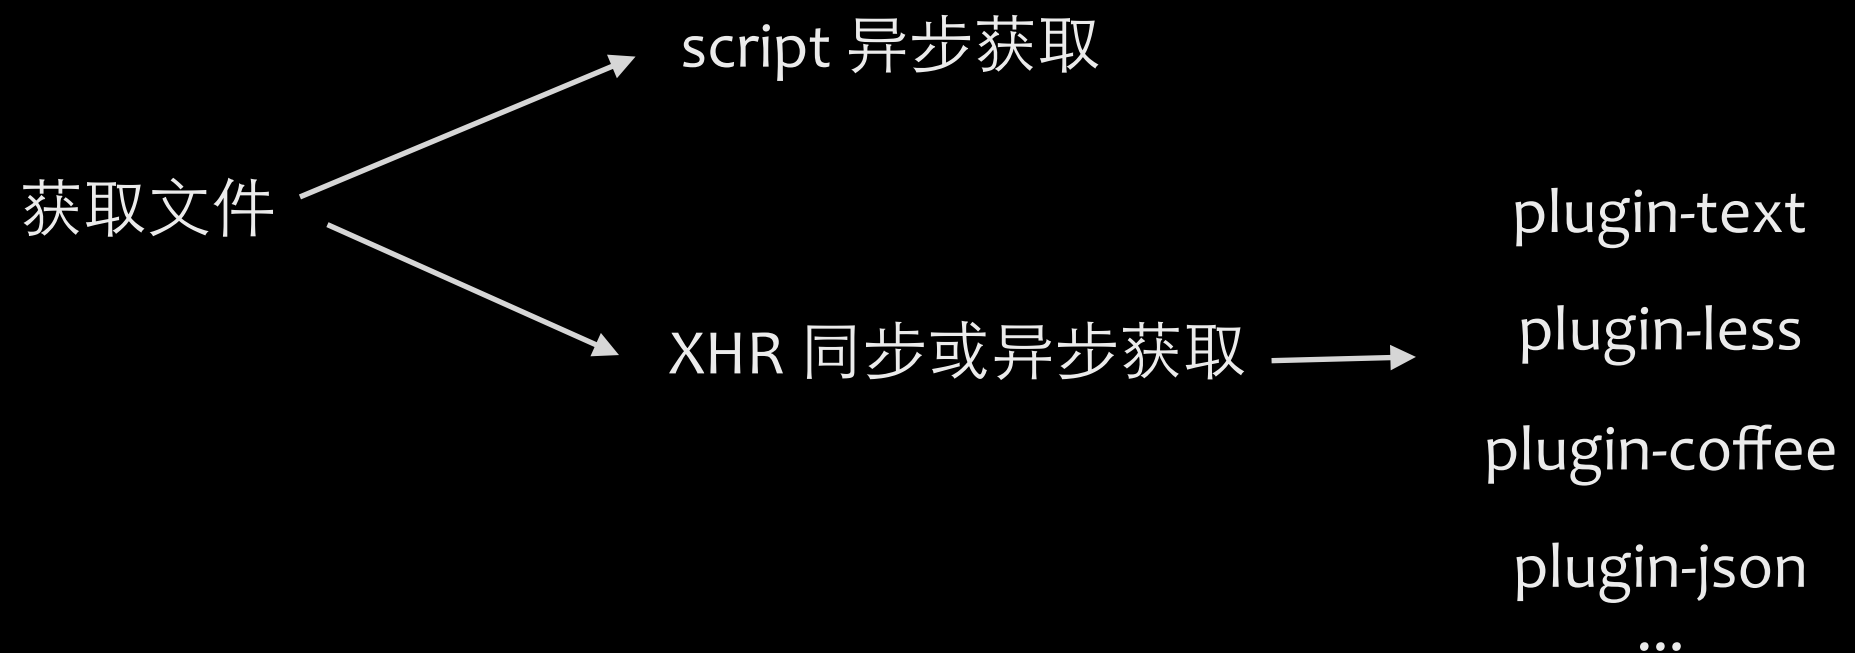 script 异步获取
获取文件
plugin-text
plugin-less
XHR 同步或异步获取
plugin-coffee
plugin-json
...